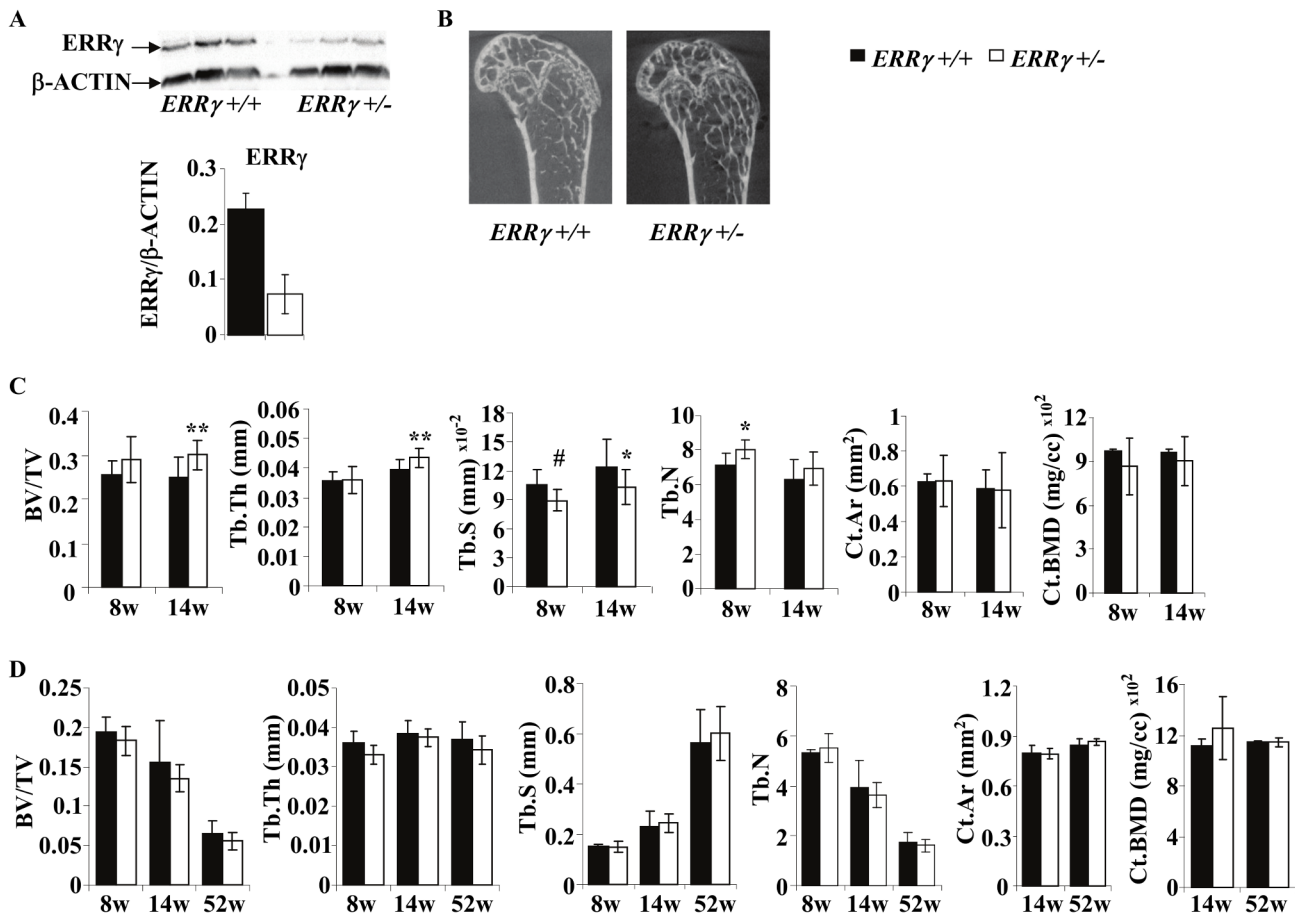 A
ERRγ
β-ACTIN
ERRγ +/+ ERRγ +/-
ERRγ
ERRγ/β-ACTIN
0.3
0.2
0.1
0
B
ERRγ +/+ ERRγ +/-
ERRγ +/+ ERRγ +/-
C
BV/TV
0.4
0.3
0.2
0.1
0
**
8w 14w
Tb.Th (mm)
0.06
0.05
0.04
0.03
0.02
0.01
0.00
**
8w 14w
Tb.S (mm) x10-2
18
15
12
9
6
3
0
# *
8w 14w
Tb.N
10
8
6
4
2
0
*
8w 14w
Ct.Ar (mm2)
1
0.8
0.6
0.4
0.2
0
8w 14w
Ct.BMD (mg/cc) x102
12
9
6
3
0
8w 14w
D
BV/TV
0.25
0.2
0.15
0.1
0.05
0
8w 14w 52w
Tb.Th (mm)
0.05
0.04
0.03
0.02
0.01
0.00
8w 14w 52w
Tb.S (mm)
0.8
0.6
0.4
0.2
0
8w 14w 52w
Tb.N
8
6
4
2
0
8w 14w 52w
Ct.Ar (mm2)
1.2
0.9
0.6
0.3
0
14w 52w
Ct.BMD (mg/cc) x102
16
12
8
4
0
14w 52w